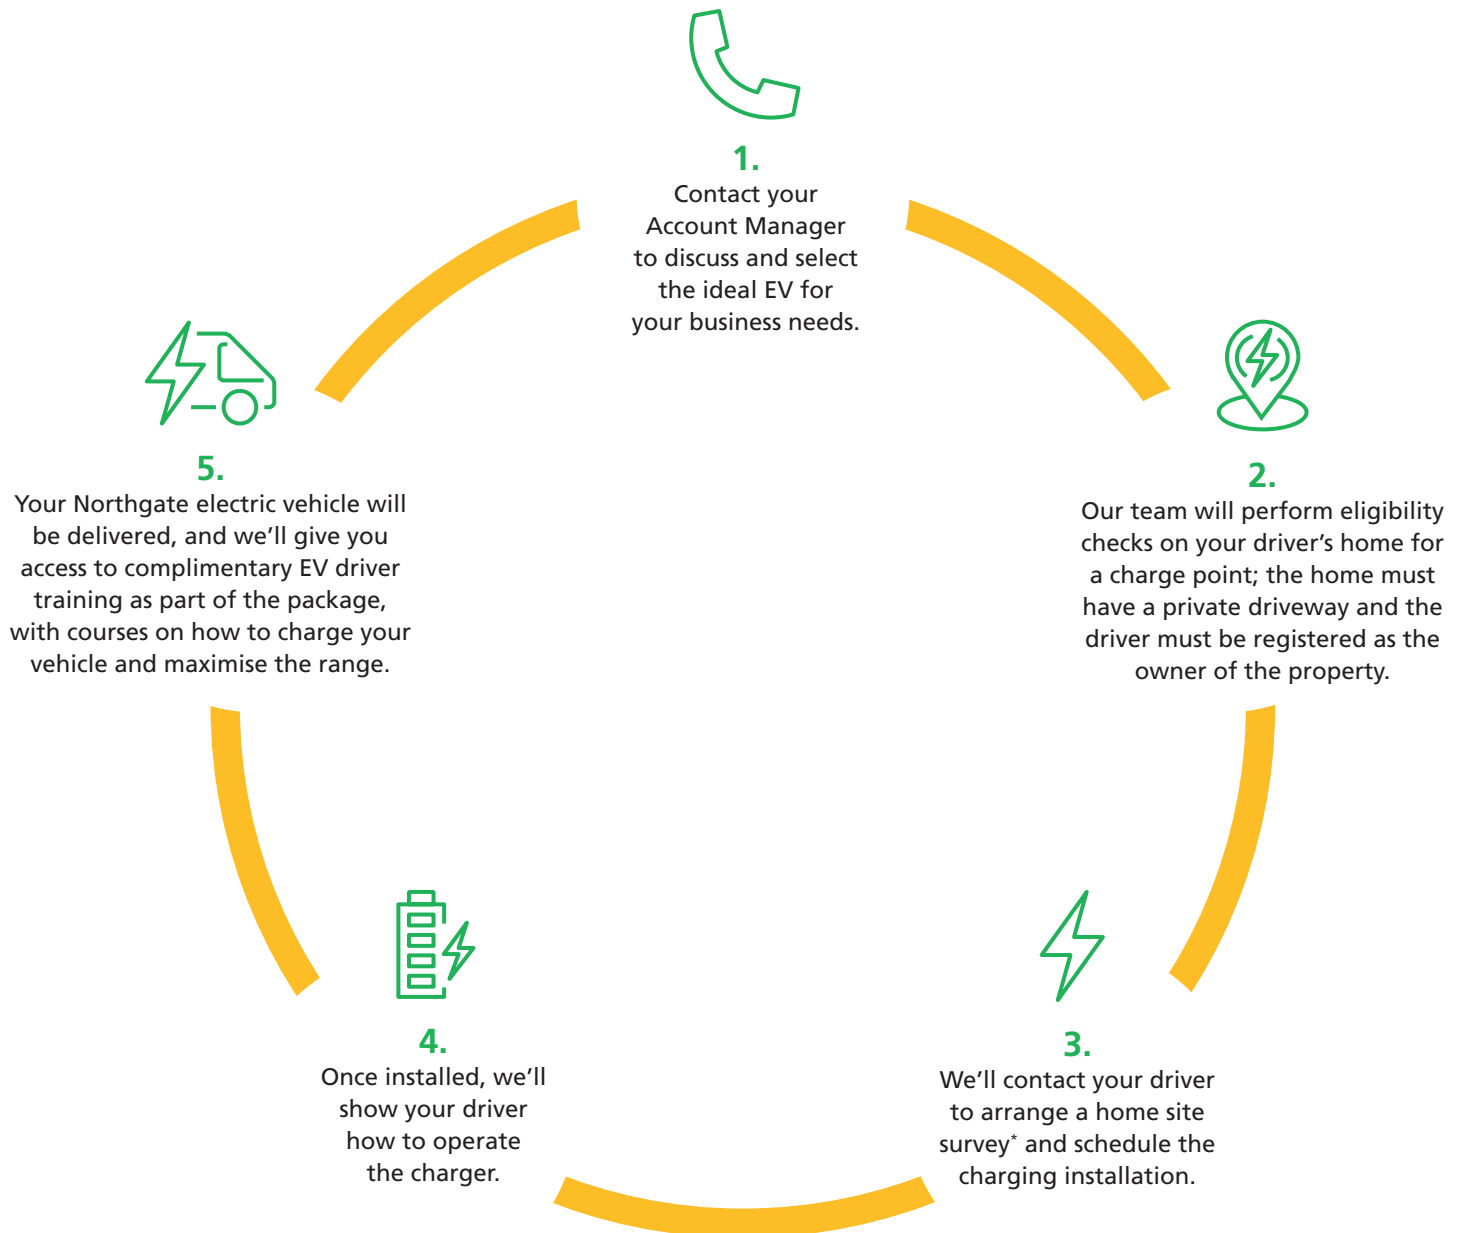 1.
Contact your
Account Manager
to discuss and select
the ideal EV for
your business needs.
2.
Our team will perform eligibility
checks on your driver’s home for
a charge point; the home must
have a private driveway and the
driver must be registered as the
owner of the property.
3.
We’ll contact your driver
to arrange a home site
survey* and schedule the
charging installation.
4.
Once installed, we’ll
show your driver
how to operate
the charger.
5.
Your Northgate electric vehicle will
be delivered, and we’ll give you
access to complimentary EV driver
training as part of the package,
with courses on how to charge your
vehicle and maximise the range.